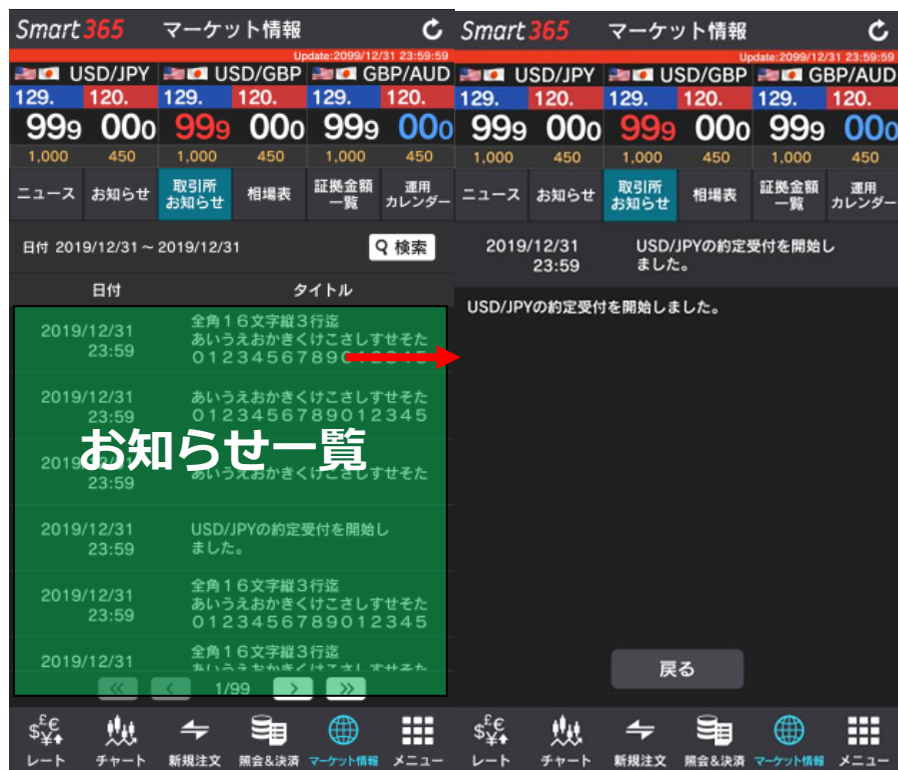 Smart365 マーケット情報
Update:2099/12/31 23:59:59
USD/JPY USD/GBP GBP/AUD
129. 120. 129. 120. 129. 120.
999 000 999 000 999 000
1,000 450 1,000 450 1,000 450
ニュース お知らせ 取引所お知らせ 相場表 証拠金額一覧 運用カレンダー
日付 2019/12/31～2019/12/31 検索
日付 タイトル
2019/12/31 23:59
全角１６文字縦３行迄
あいうえおかきくけこさしすせそた
０１２３４５６７８９０１２３４５
2019/12/31 23:59
あいうえおかきくけこさしすせそた
０１２３４５６７８９０１２３４５
お知らせ一覧
2019/12/31 23:59
あいうえおかきくけこさしすせそた
2019/12/31 23:59
USD/JPYの約定受付を開始し
ました。
2019/12/31 23:59
全角１６文字縦３行迄
あいうえおかきくけこさしすせそた
０１２３４５６７８９０１２３４５
2019/12/31
全角１６文字縦３行迄
あいうえおかきくけこさしすせそた
<< < 1/99 > >>
レート チャート 新規注文 照会&決済 マーケット情報 メニュー
Smart365 マーケット情報
Update:2099/12/31 23:59:59
USD/JPY USD/GBP GBP/AUD
129. 120. 129. 120. 129. 120.
999 000 999 000 999 000
1,000 450 1,000 450 1,000 450
ニュース お知らせ 取引所お知らせ 相場表 証拠金額一覧 運用カレンダー
2019/12/31 23:59
USD/JPYの約定受付を開始し
ました。
USD/JPYの約定受付を開始しました。
戻る
レート チャート 新規注文 照会&決済 マーケット情報 メニュー